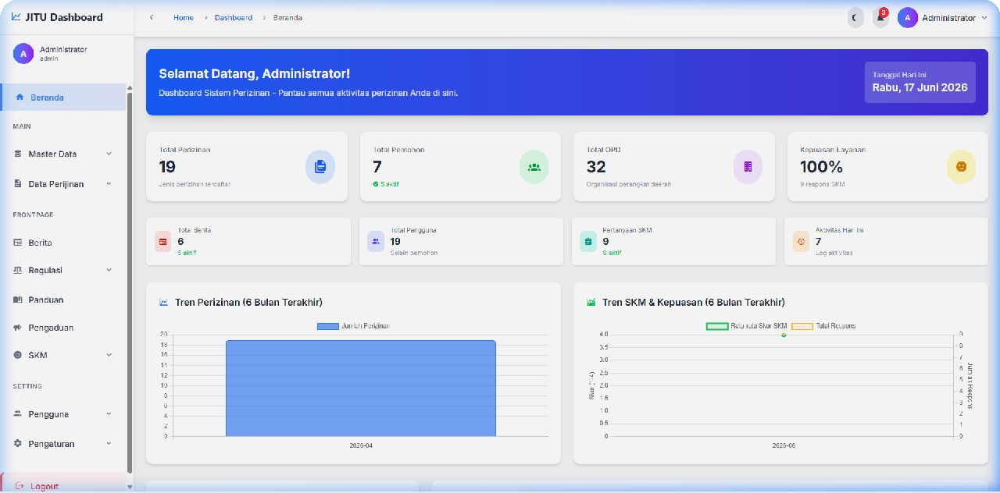 JITU Dashboard
Home > Dashboard > Beranda
3
A Administrator
A
Administrator
admin
Beranda
MAIN
Master Data
Data Perijinan
FRONTPAGE
Berita
Regulasi
Panduan
Pengaduan
SKM
SETTING
Pengguna
Pengaturan
Logout
Selamat Datang, Administrator!
Dashboard Sistem Perizinan - Pantau semua aktivitas perizinan Anda di sini.
Tanggal Hari Ini
Rabu, 17 Juni 2026
Total Perizinan
19
Jenis perizinan terdaftar
Total Pemohon
7
5 aktif
Total OPD
32
Organisasi perangkat daerah
Kepuasan Layanan
100%
9 respons SKM
Total Berita
6
5 aktif
Total Pengguna
19
Selain pemohon
Pertanyaan SKM
9
9 aktif
Aktivitas Hari Ini
7
Log aktivitas
Tren Perizinan (6 Bulan Terakhir)
Jumlah Perizinan
20
18
16
14
12
10
8
6
4
2
0
2026-04
Tren SKM & Kepuasan (6 Bulan Terakhir)
Rata-rata Skor SKM
Total Respons
Skor (1-4)
4.0
3.5
3.0
2.5
2.0
1.5
1.0
0.5
0
2026-06
9
8
7
6
5
4
3
2
1
0
Jumlah Respons